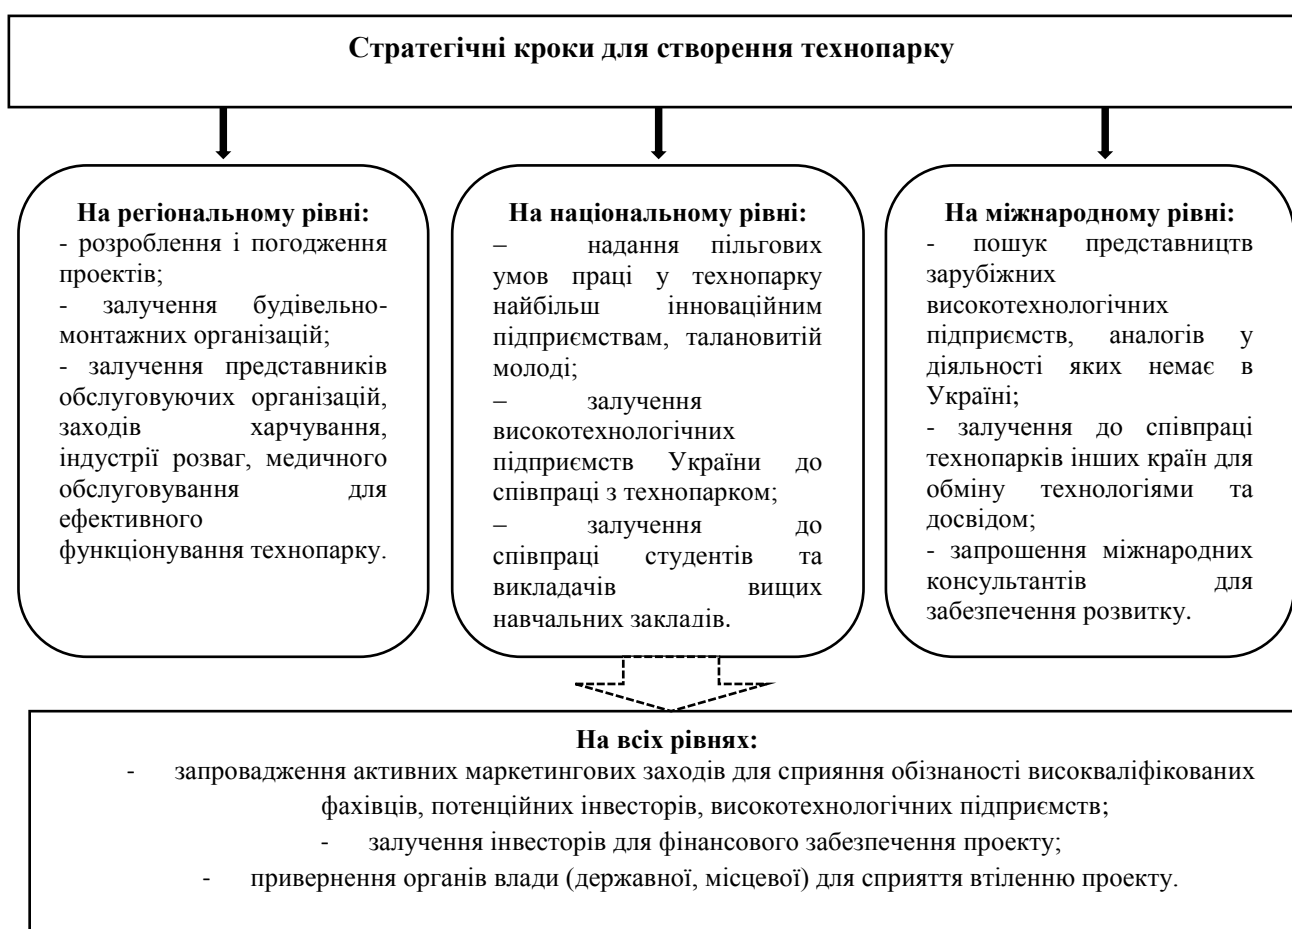 Стратегічні кроки для створення технопарку
На регіональному рівні:
- розроблення і погодження
проектів;
- залучення будівельно-
монтажних організацій;
- залучення представників
обслуговуючих організацій,
заходів харчування,
індустрії розваг, медичного
обслуговування для
ефективного
функціонування технопарку.
На національному рівні:
– надання пільгових
умов праці у технопарку
найбільш інноваційним
підприємствам, талановитій
молоді;
– залучення
високотехнологічних
підприємств України до
співпраці з технопарком;
– залучення до
співпраці студентів та
викладачів вищих
навчальних закладів.
На міжнародному рівні:
- пошук представництв
зарубіжних
високотехнологічних
підприємств, аналогів у
діяльності яких немає в
Україні;
- залучення до співпраці
технопарків інших країн для
обміну технологіями та
досвідом;
- запрошення міжнародних
консультантів для
забезпечення розвитку.
На всіх рівнях:
- запровадження активних маркетингових заходів для сприяння обізнаності висококваліфікованих
фахівців, потенційних інвесторів, високотехнологічних підприємств;
- залучення інвесторів для фінансового забезпечення проекту;
- привернення органів влади (державної, місцевої) для сприяття втіленню проекту.